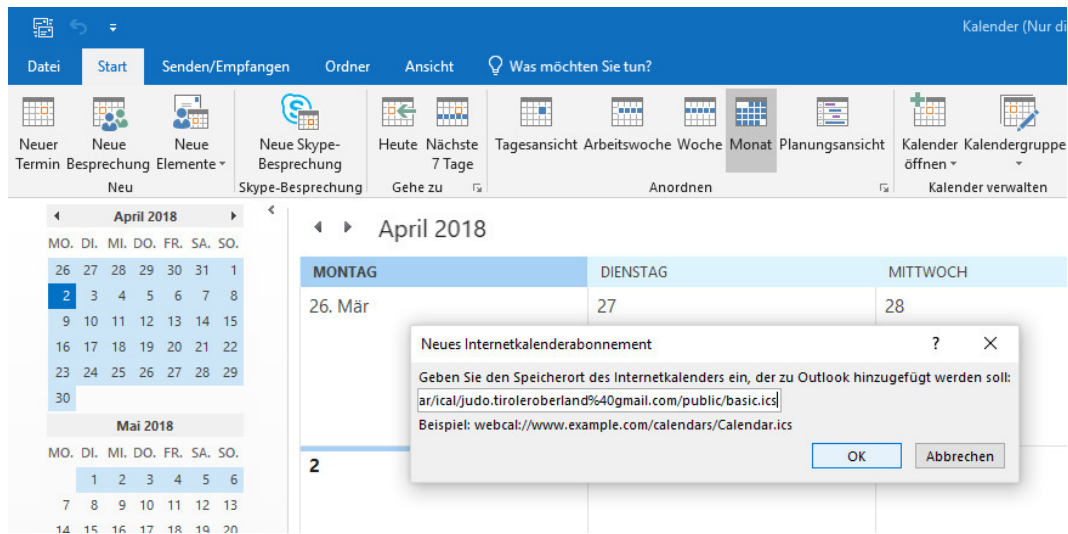 Kalender (Nur di
Datei Start Senden/Empfangen Ordner Ansicht Was möchten Sie tun?
Neuer Termin
Neue Besprechung
Neue Elemente
Neue Skype-Besprechung
Heute
Nächste 7 Tage
Tagesansicht Arbeitswoche Woche Monat Planungsansicht
Kalender öffnen
Kalendergruppe
Neu Skype-Besprechung Gehe zu Anordnen Kalender verwalten
April 2018
MO. DI. MI. DO. FR. SA. SO.
26 27 28 29 30 31 1
2 3 4 5 6 7 8
9 10 11 12 13 14 15
16 17 18 19 20 21 22
23 24 25 26 27 28 29
30
Mai 2018
MO. DI. MI. DO. FR. SA. SO.
1 2 3 4 5 6
7 8 9 10 11 12 13
14 15 16 17 18 19 20
April 2018
MONTAG DIENSTAG MITTWOCH
26. Mär 27 28
2
Neues Internetkalenderabonnement ?
Geben Sie den Speicherort des Internetkalenders ein, der zu Outlook hinzugefügt werden soll:
ar/ical/judo.tiroleroberland%40gmail.com/public/basic.ics
Beispiel: webcal://www.example.com/calendars/Calendar.ics
OK Abbrechen